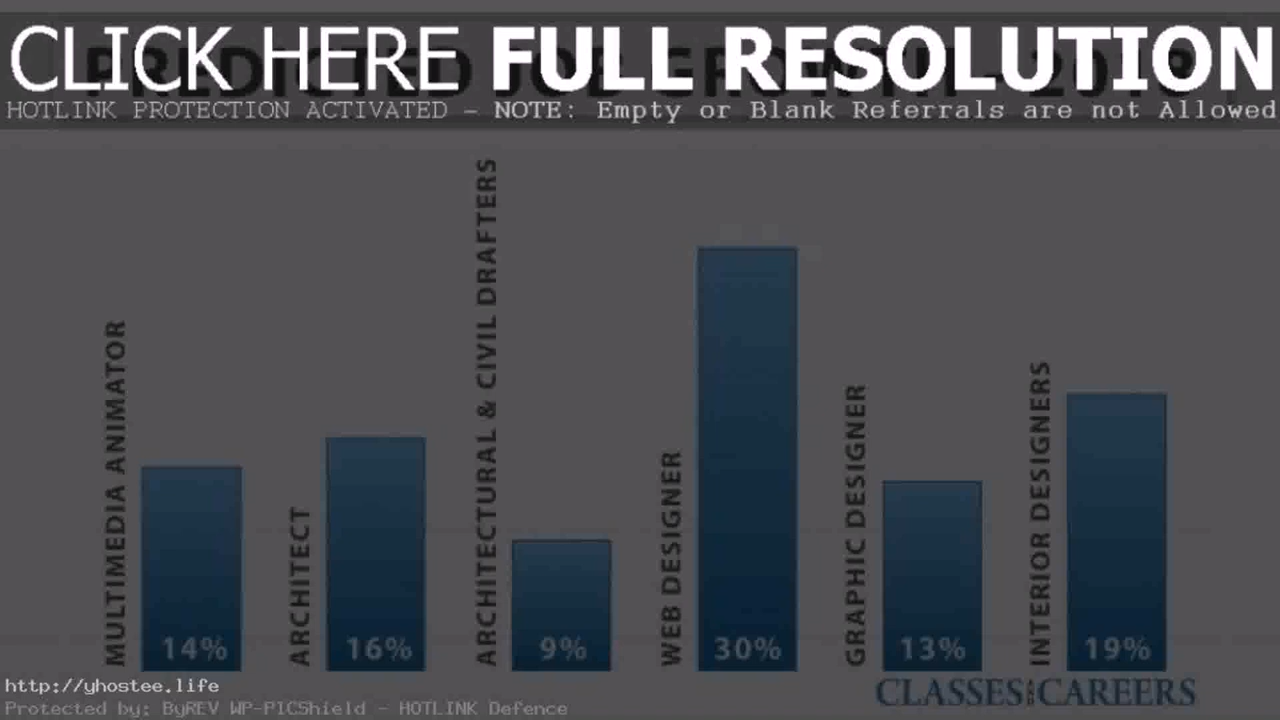 CLICK HERE FULL RESOLUTION
HOTLINK PROTECTION ACTIVATED - NOTE: Empty or Blank Referrals are not Allowed
MULTIMEDIA ANIMATOR
14%
ARCHITECT
16%
ARCHITECTURAL & CIVIL DRAFTERS
9%
WEB DESIGNER
30%
GRAPHIC DESIGNER
13%
INTERIOR DESIGNERS
19%
http://yhostee.life
CLASSES AND CAREERS
Protected by: ByREV WP-PICShield - HOTLINK Defence